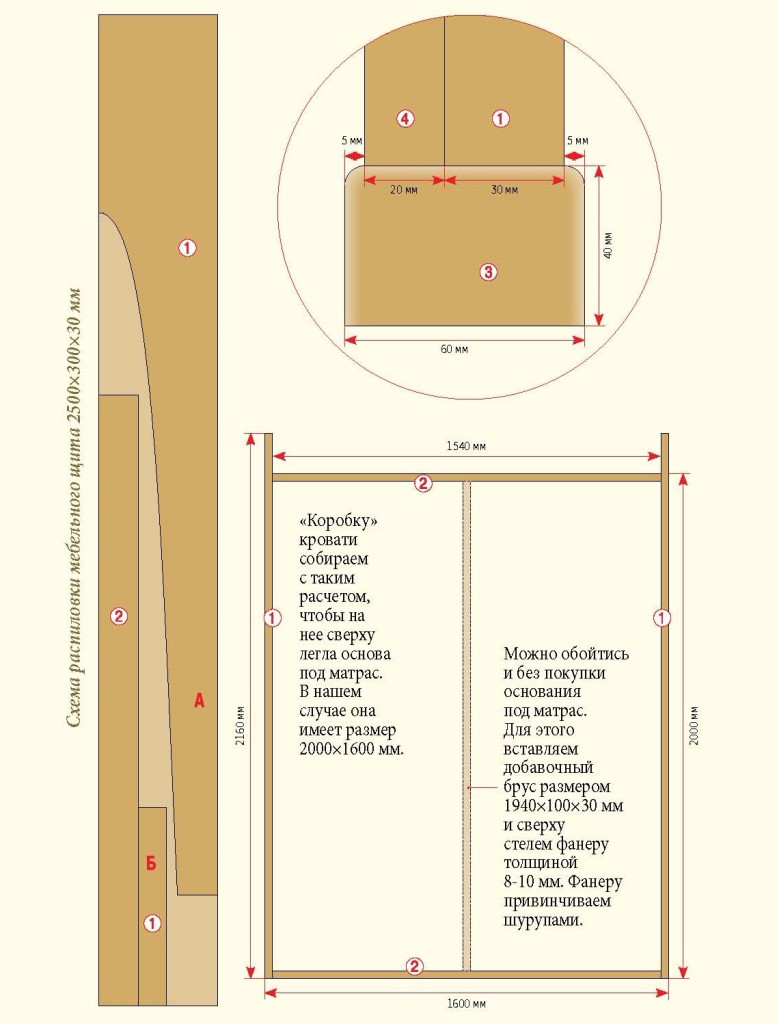 Схема распиловки мебельного щита 2500×300×30 мм
1
2
А
Б
1
4
1
5 мм
5 мм
20 мм
30 мм
3
40 мм
60 мм
1540 мм
2
«Коробку»
кровати
собираем
с таким
расчетом,
чтобы на
нее сверху
легла основа
под матрас.
В нашем
случае она
имеет размер
2000×1600 мм.
1
1
Можно обойтись
и без покупки
основания
под матрас.
Для этого
вставляем
добавочный
брус размером
1940×100×30 мм
и сверху
стелем фанеру
толщиной
8-10 мм. Фанеру
привинчиваем
шурупами.
2160 мм
2000 мм
2
1600 мм